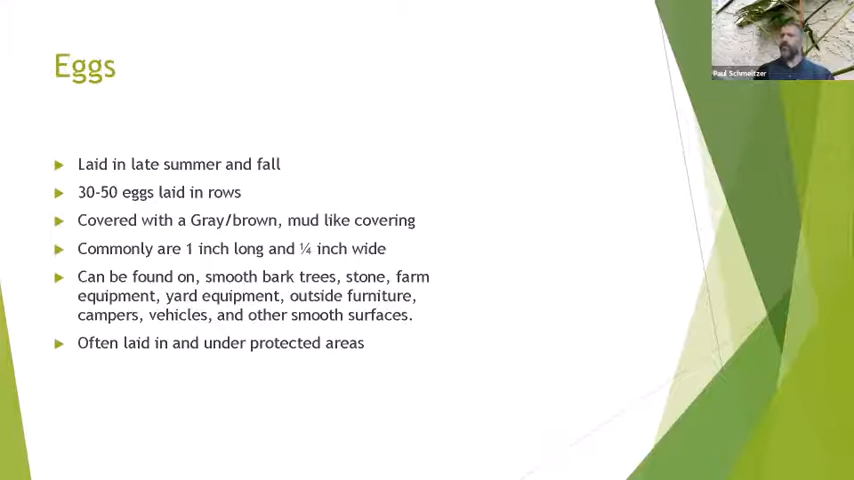 Eggs
Laid in late summer and fall
30-50 eggs laid in rows
Covered with a Gray/brown, mud like covering
Commonly are 1 inch long and ¼ inch wide
Can be found on, smooth bark trees, stone, farm
equipment, yard equipment, outside furniture,
campers, vehicles, and other smooth surfaces.
Often laid in and under protected areas
Paul Schmeitzer